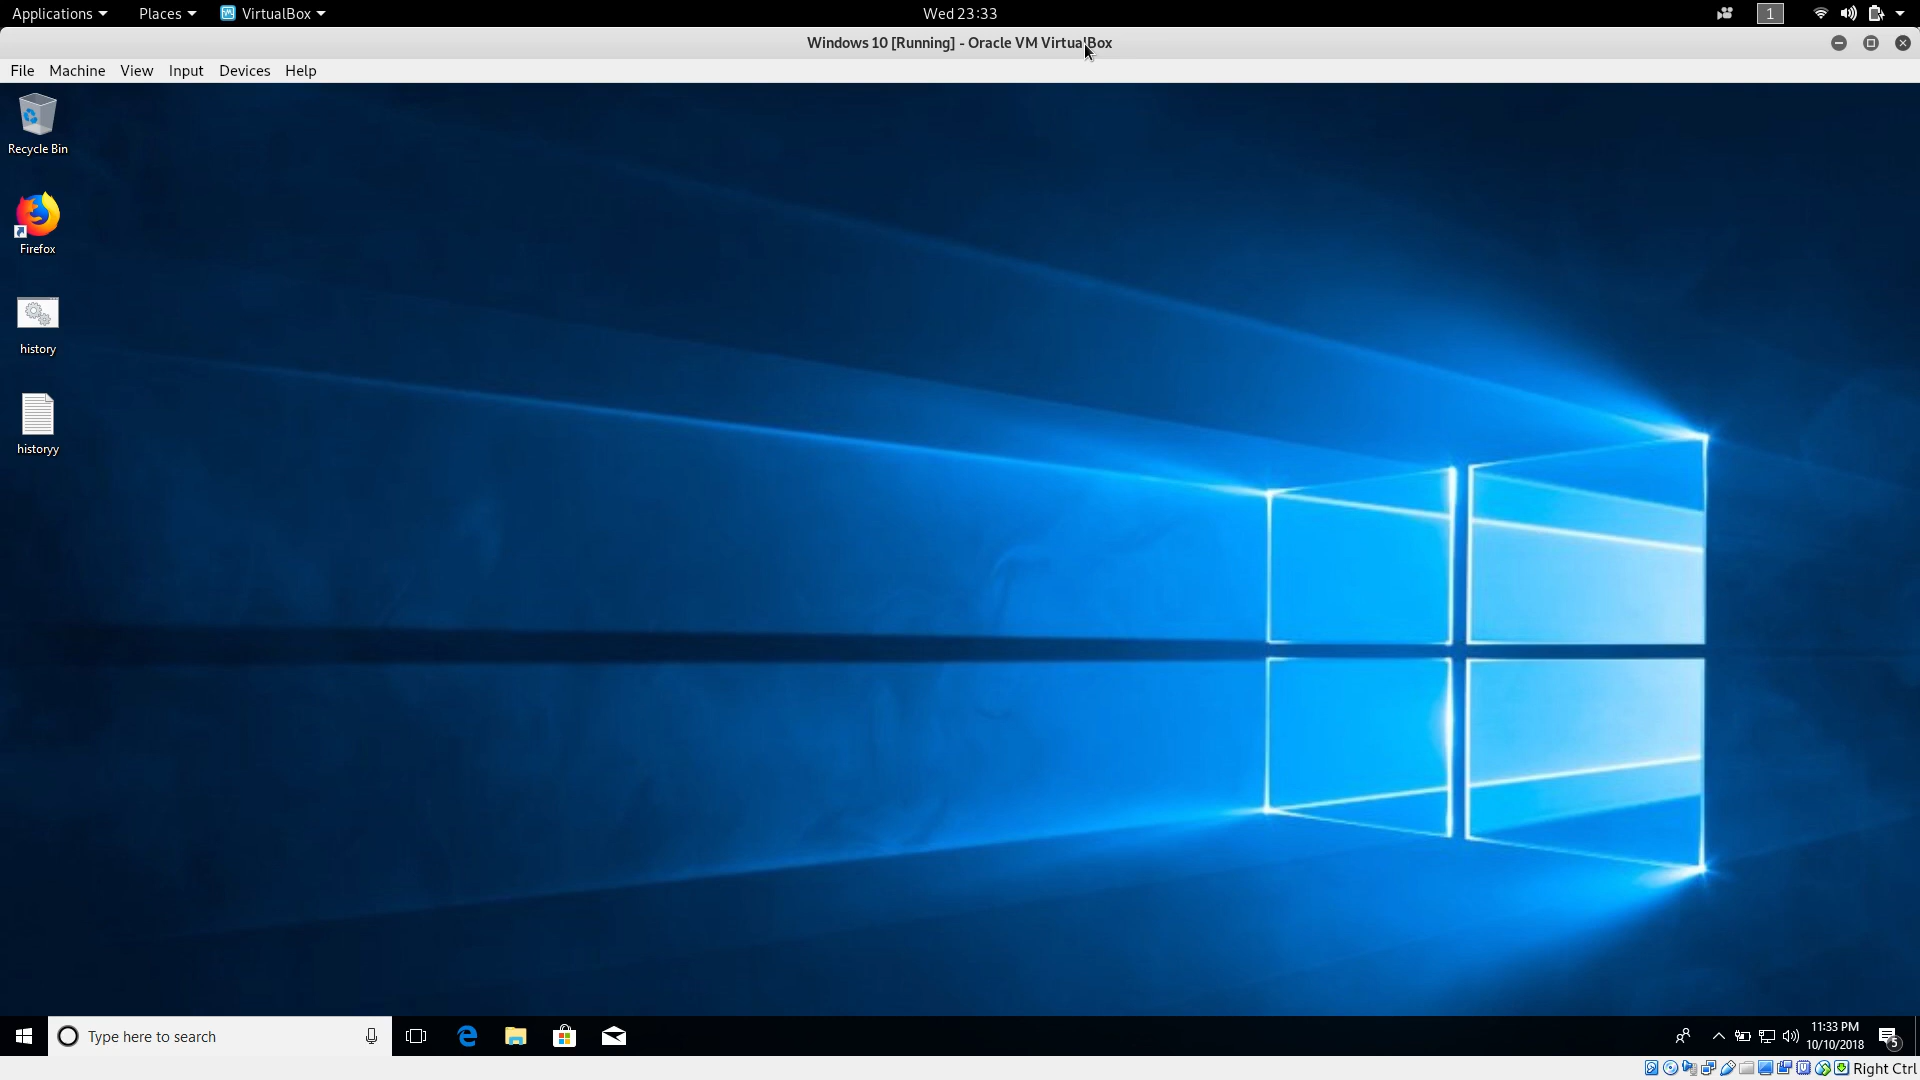 Applications Places VirtualBox Wed 23:33 1
Windows 10 [Running] - Oracle VM VirtualBox
File Machine View Input Devices Help
Recycle Bin
Firefox
history
historyy
Type here to search
11:33 PM
10/10/2018
5
Right Ctrl